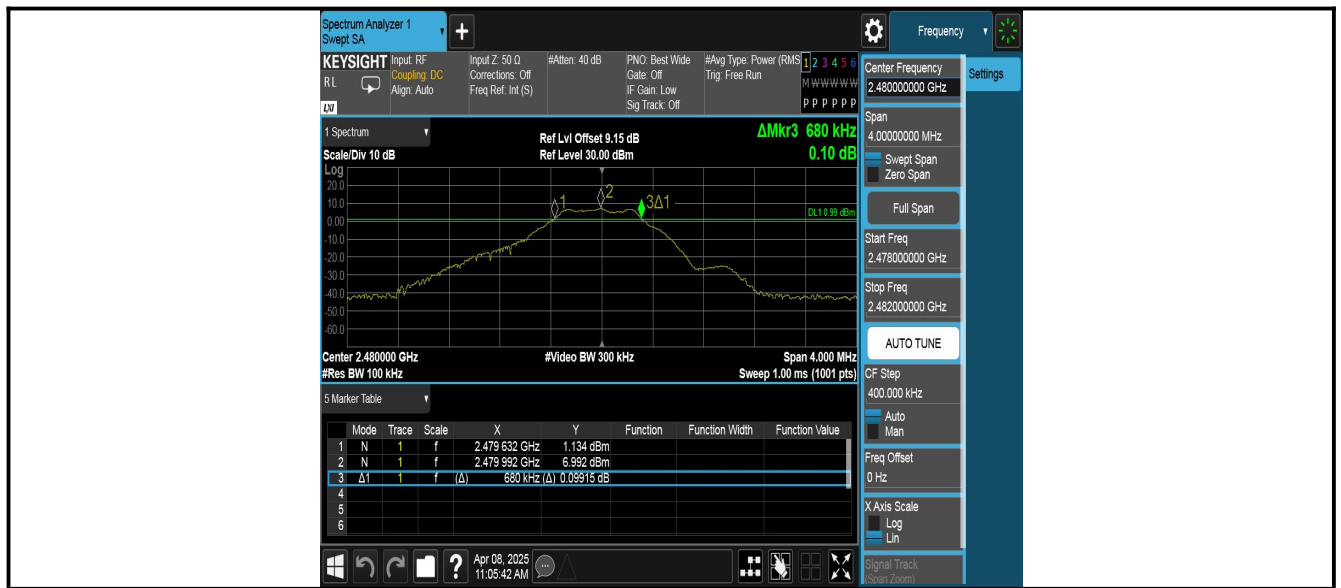 Spectrum Analyzer 1
Swept SA
+
Frequency
KEYSIGHT
RL
LXI
Input: RF
Coupling: DC
Align: Auto
Input Z: 50 Ω
Corrections: Off
Freq Ref: Int (S)
#Atten: 40 dB
PNO: Best Wide
Gate: Off
IF Gain: Low
Sig Track: Off
#Avg Type: Power (RMS
Trig: Free Run
1 2 3 4 5 6
M W W W W W
P P P P P P
1 Spectrum
Scale/Div 10 dB
Ref Lvl Offset 9.15 dB
Ref Level 30.00 dBm
ΔMkr3 680 kHz
0.10 dB
Log
20.0
10.0
0.00
-10.0
-20.0
-30.0
-40.0
-50.0
-60.0
1
2
3Δ1
DL1 0.99 dBm
Center 2.480000 GHz
#Res BW 100 kHz
#Video BW 300 kHz
Span 4.000 MHz
Sweep 1.00 ms (1001 pts)
5 Marker Table
Mode Trace Scale X Y Function Function Width Function Value
1 N 1 f 2.479 632 GHz 1.134 dBm
2 N 1 f 2.479 992 GHz 6.992 dBm
3 Δ1 1 f (Δ) 680 kHz (Δ) 0.09915 dB
4
5
6
?
Apr 08, 2025
11:05:42 AM
Center Frequency
2.480000000 GHz
Settings
Span
4.00000000 MHz
Swept Span
Zero Span
Full Span
Start Freq
2.478000000 GHz
Stop Freq
2.482000000 GHz
AUTO TUNE
CF Step
400.000 kHz
Auto
Man
Freq Offset
0 Hz
X Axis Scale
Log
Lin
Signal Track
(Span Zoom)